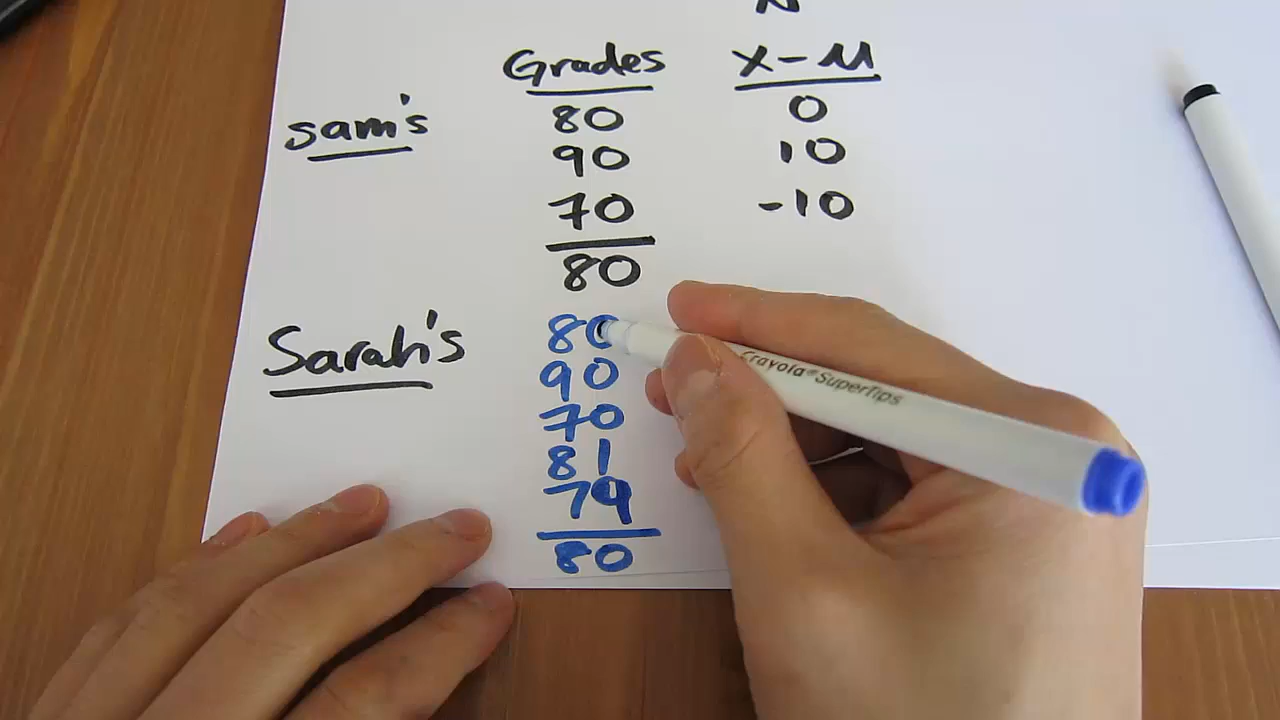 N
Grades X-μ
sam's 80 0
90 10
70 -10
80
Sarah's 80
90
70
81
79
80
Crayola® SuperTips